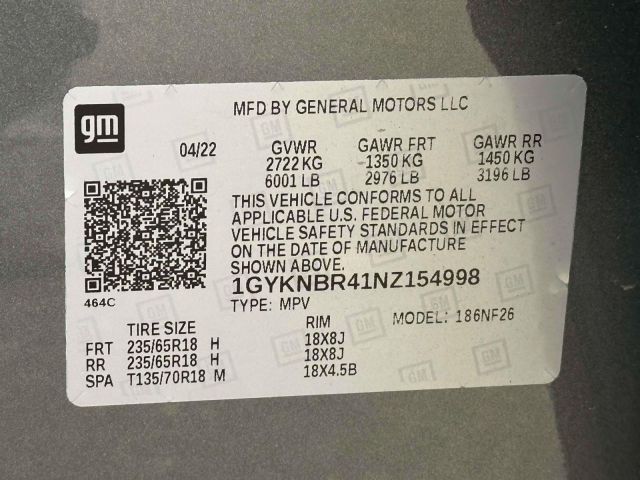 gm
MFD BY GENERAL MOTORS LLC
04/22 GVWR GAWR FRT GAWR RR
2722 KG 1350 KG 1450 KG
6001 LB 2976 LB 3196 LB
THIS VEHICLE CONFORMS TO ALL
APPLICABLE U.S. FEDERAL MOTOR
VEHICLE SAFETY STANDARDS IN EFFECT
ON THE DATE OF MANUFACTURE
SHOWN ABOVE.
464C
1GYKNBR41NZ154998
TYPE: MPV MODEL: 186NF26
TIRE SIZE RIM
FRT 235/65R18 H 18X8J
RR 235/65R18 H 18X8J
SPA T135/70R18 M 18X4.5B